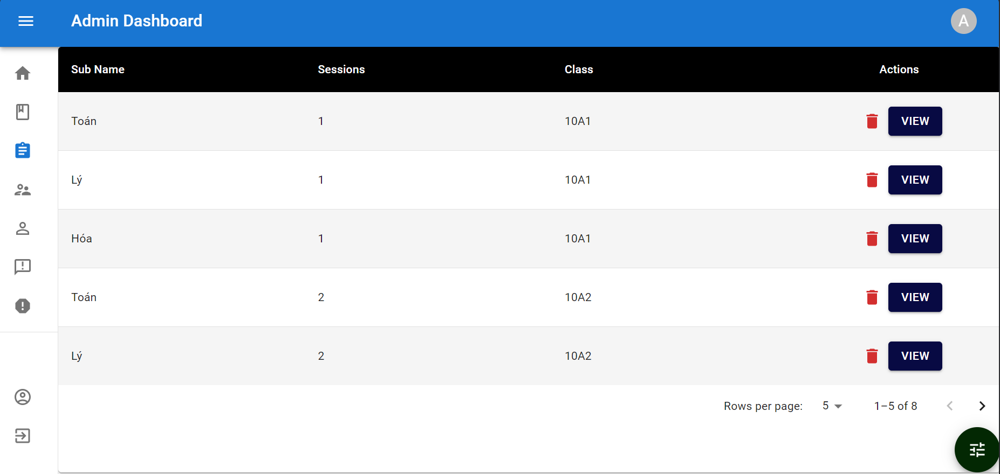 Admin Dashboard
A
Sub Name Sessions Class Actions
Toán 1 10A1 VIEW
Lý 1 10A1 VIEW
Hóa 1 10A1 VIEW
Toán 2 10A2 VIEW
Lý 2 10A2 VIEW
Rows per page: 5 1–5 of 8